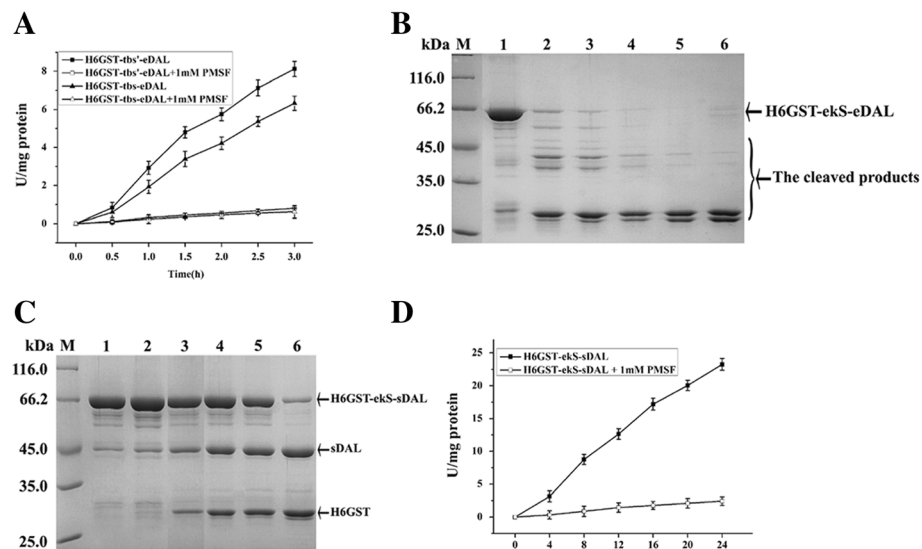 A
H6GST-tbs'-eDAL
H6GST-tbs'-eDAL+1mM PMSF
H6GST-tbs-eDAL
H6GST-tbs-eDAL+1mM PMSF
U/mg protein
8
6
4
2
0
0.0 0.5 1.0 1.5 2.0 2.5 3.0
Time(h)
B
kDa M 1 2 3 4 5 6
116.0
66.2
45.0
35.0
25.0
H6GST-ekS-eDAL
The cleaved products
C
kDa M 1 2 3 4 5 6
116.0
66.2
45.0
35.0
25.0
H6GST-ekS-sDAL
sDAL
H6GST
D
H6GST-ekS-sDAL
H6GST-ekS-sDAL + 1mM PMSF
U/mg protein
25
20
15
10
5
0
0 4 8 12 16 20 24